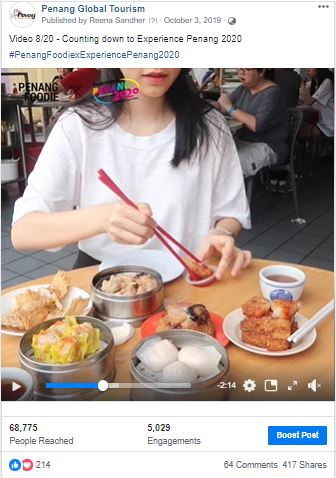 Penang Global Tourism
Published by Reena Sandher [?] · October 3, 2019 ·
Video 8/20 - Counting down to Experience Penang 2020
#PenangFoodiexExperiencePenang2020
PENANG
FOODIE
2020
-2:14
68,775
People Reached
5,029
Engagements
Boost Post
214
64 Comments 417 Shares